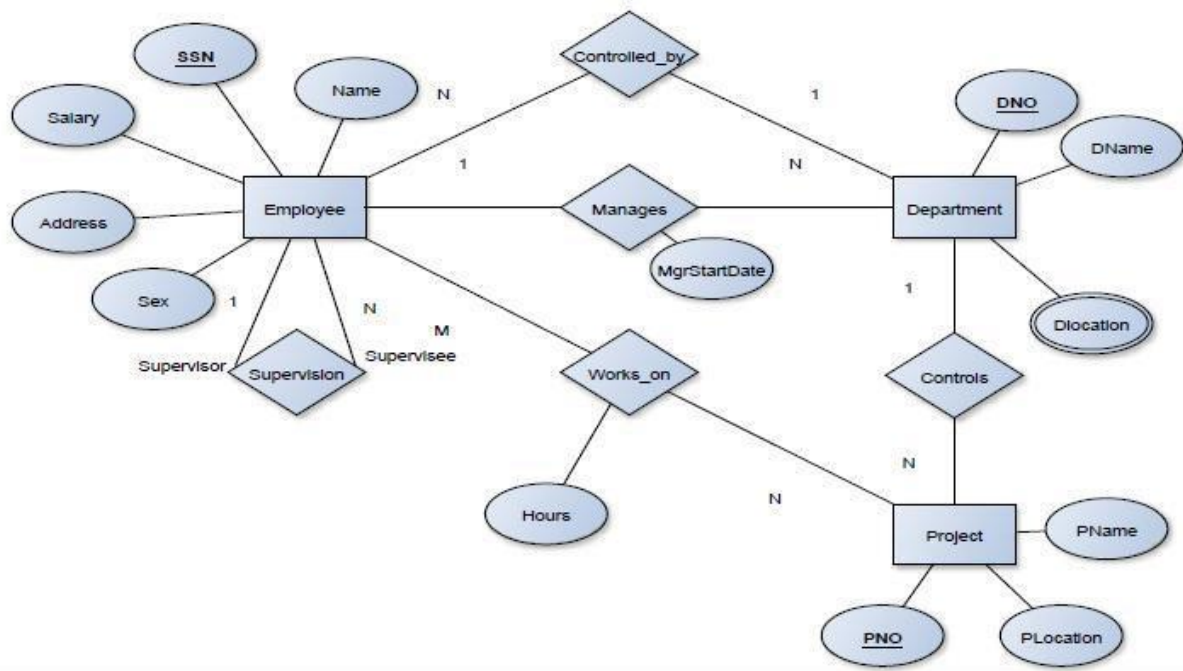 Controlled_by
SSN
Name
N
1
DNO
Salary
DName
1
N
Employee
Manages
Department
Address
MgrStartDate
Sex
1
N
1
Dlocation
M
Supervisor
Supervisee
Supervision
Works_on
Controls
N
N
Hours
PName
Project
PNO
PLocation